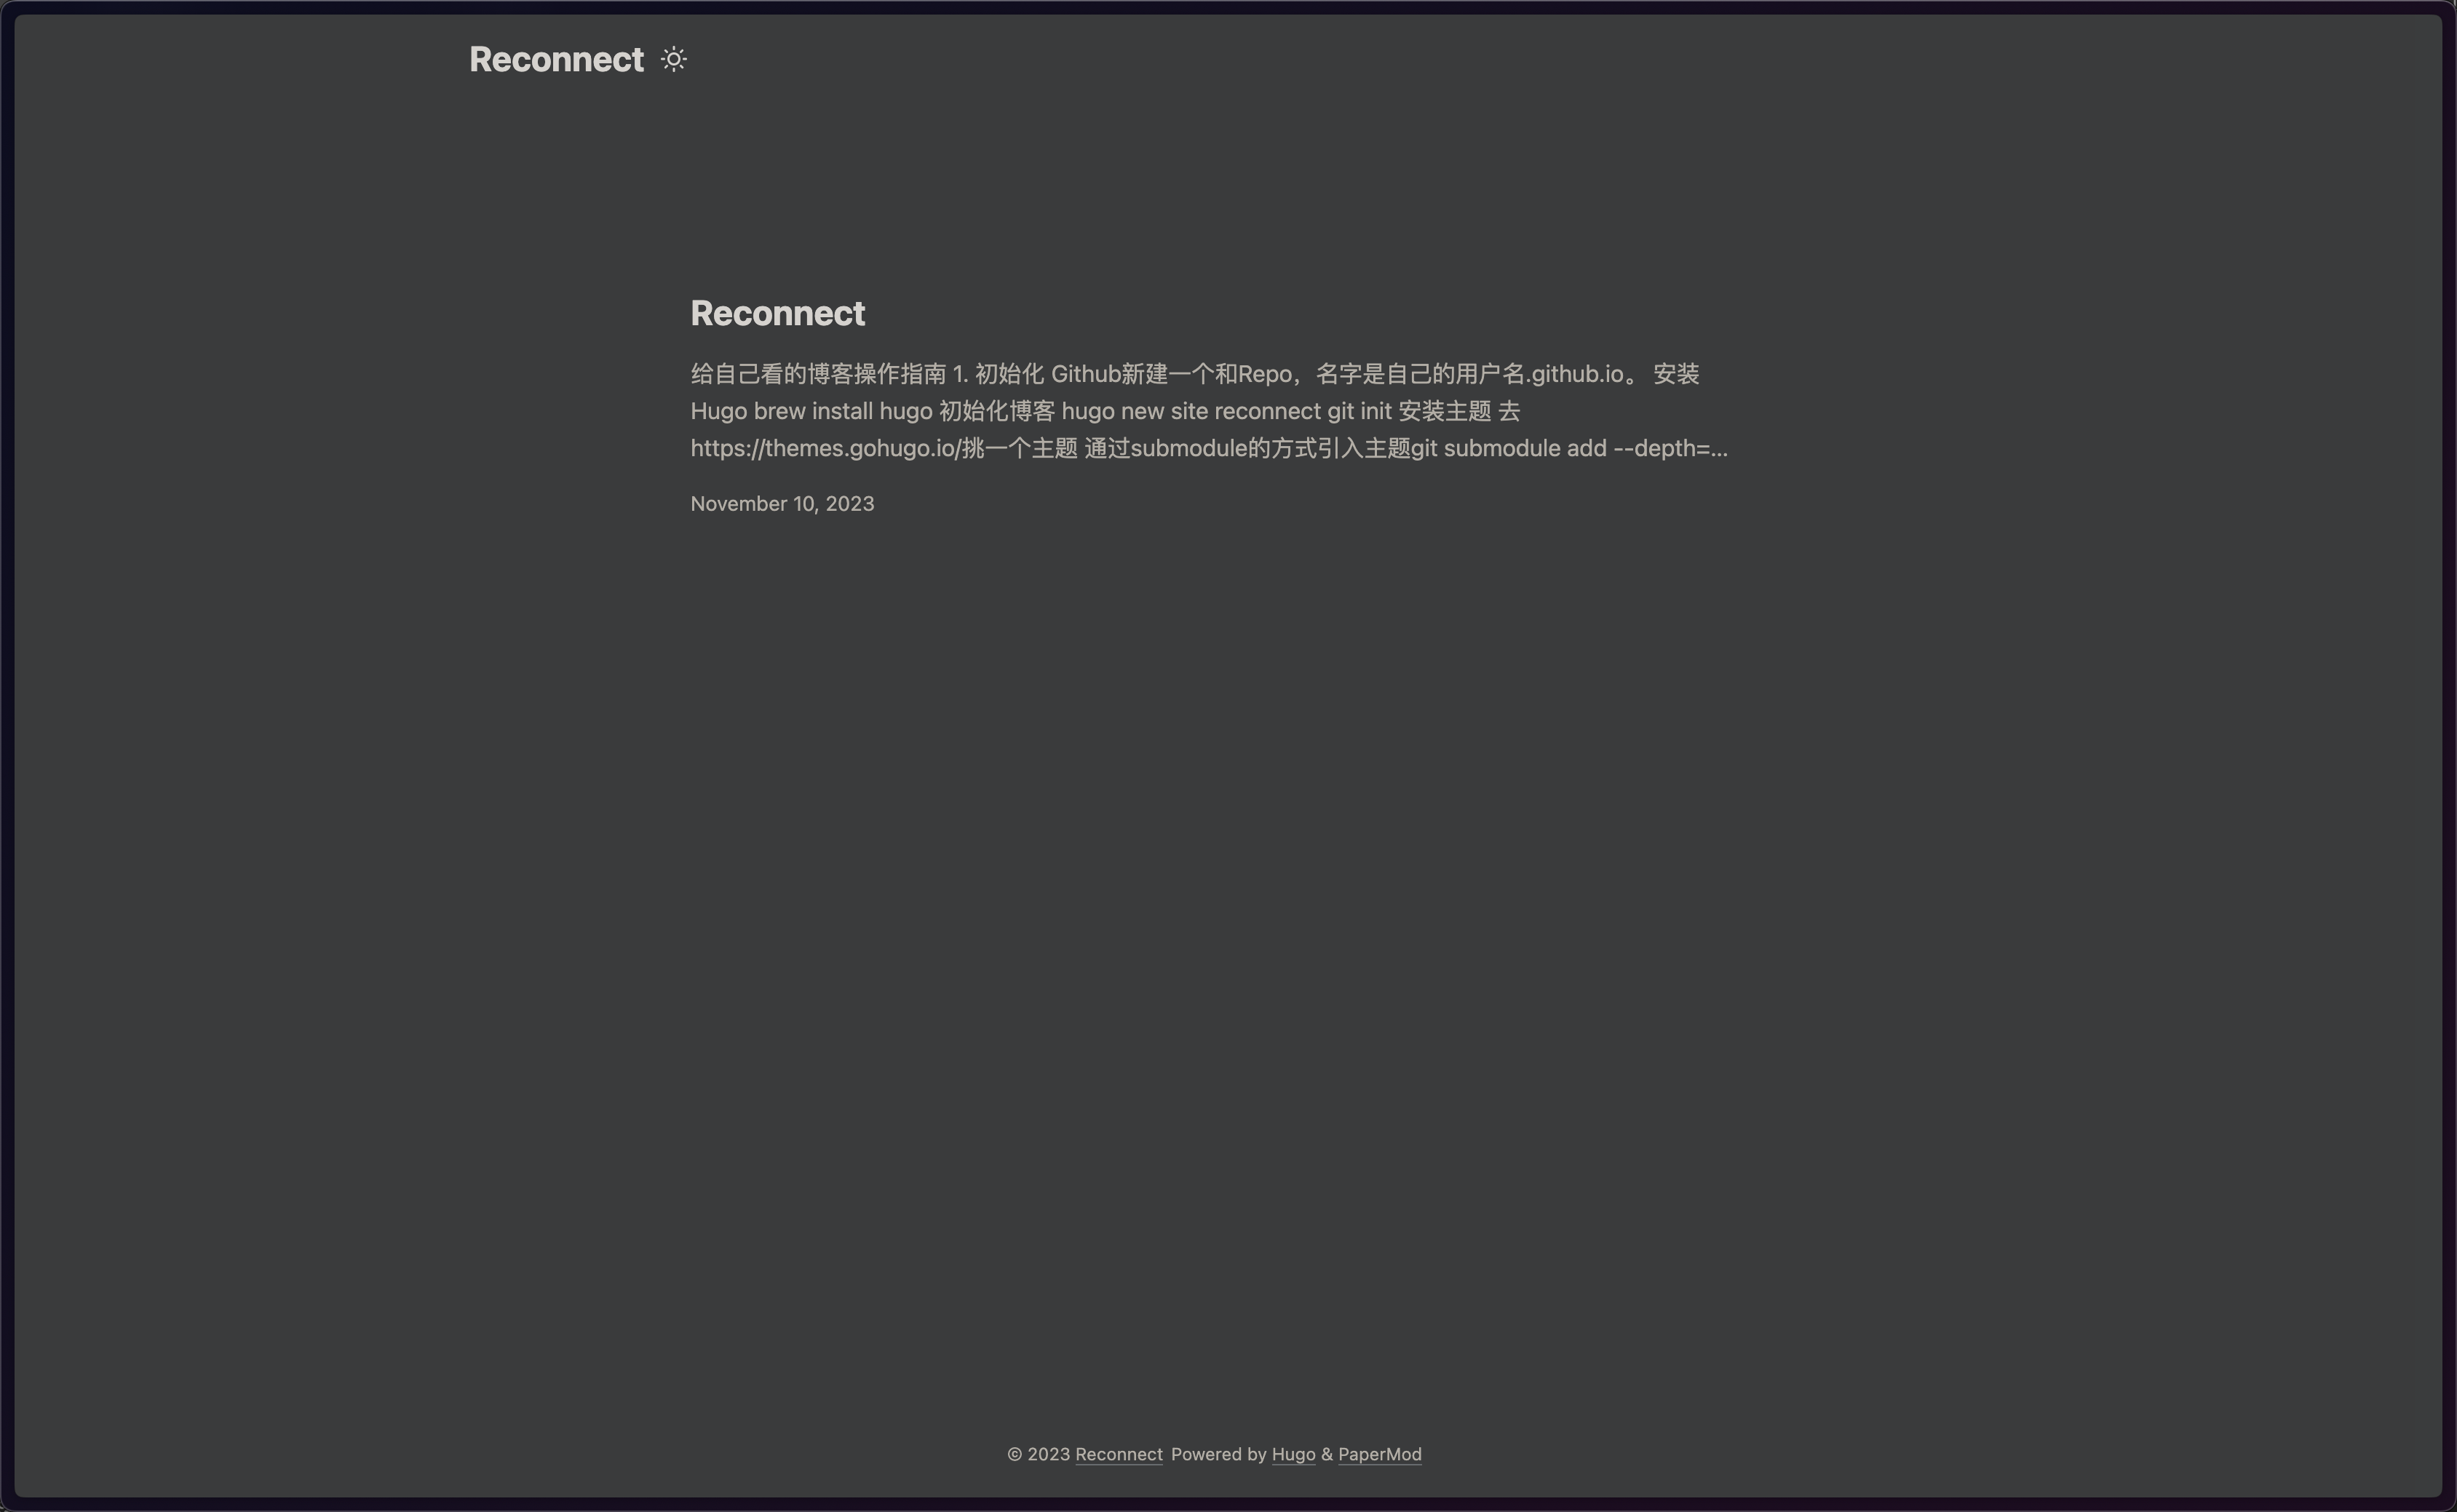 Reconnect
Reconnect
给自己看的博客操作指南 1. 初始化 Github新建一个和Repo，名字是自己的用户名.github.io。 安装
Hugo brew install hugo 初始化博客 hugo new site reconnect git init 安装主题 去
https://themes.gohugo.io/挑一个主题 通过submodule的方式引入主题git submodule add --depth=...
November 10, 2023
© 2023 Reconnect Powered by Hugo & PaperMod